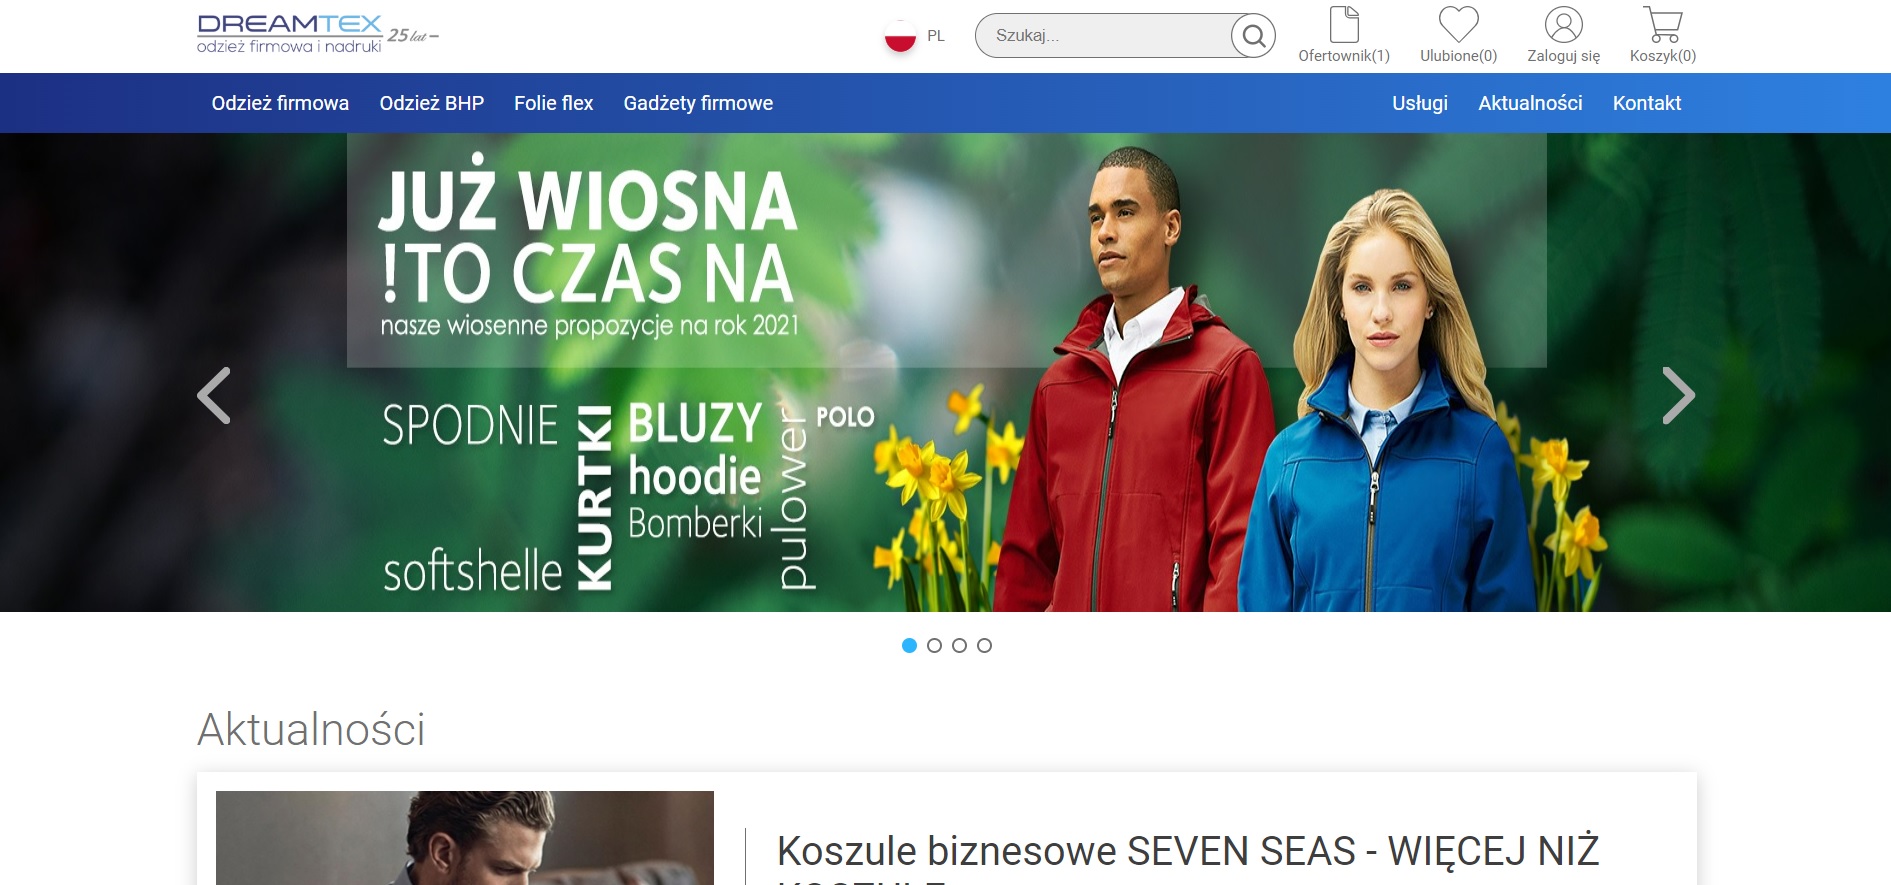 DREAMTEX
odzież firmowa i nadruki
25 lat
PL
Szukaj...
Ofertownik(1)
Ulubione(0)
Zaloguj się
Koszyk(0)
Odzież firmowa
Odzież BHP
Folie flex
Gadżety firmowe
Usługi
Aktualności
Kontakt
JUŻ WIOSNA
!TO CZAS NA
nasze wiosenne propozycje na rok 2021
SPODNIE
softshelle
KURTKI
BLUZY
hoodie
Bomberki
pulower
POLO
Aktualności
Koszule biznesowe SEVEN SEAS - WIĘCEJ NIŻ